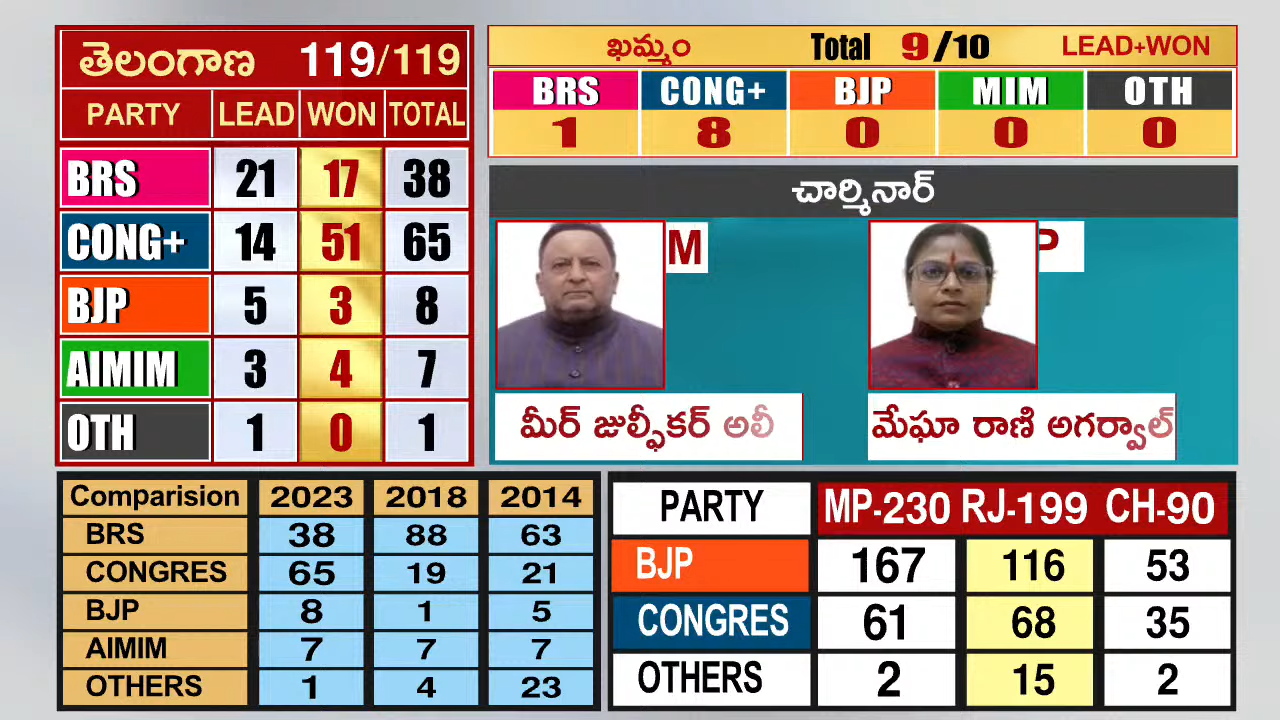 తెలంగాణ 119/119
PARTY LEAD WON TOTAL
BRS 21 17 38
CONG+ 14 51 65
BJP 5 3 8
AIMIM 3 4 7
OTH 1 0 1
ఖమ్మం Total 9/10 LEAD+WON
BRS CONG+ BJP MIM OTH
1 8 0 0 0
చార్మినార్
M P
మీర్ జుల్ఫీకర్ అలీ మేఘా రాణి అగర్వాల్
Comparision 2023 2018 2014
BRS 38 88 63
CONGRES 65 19 21
BJP 8 1 5
AIMIM 7 7 7
OTHERS 1 4 23
PARTY MP-230 RJ-199 CH-90
BJP 167 116 53
CONGRES 61 68 35
OTHERS 2 15 2